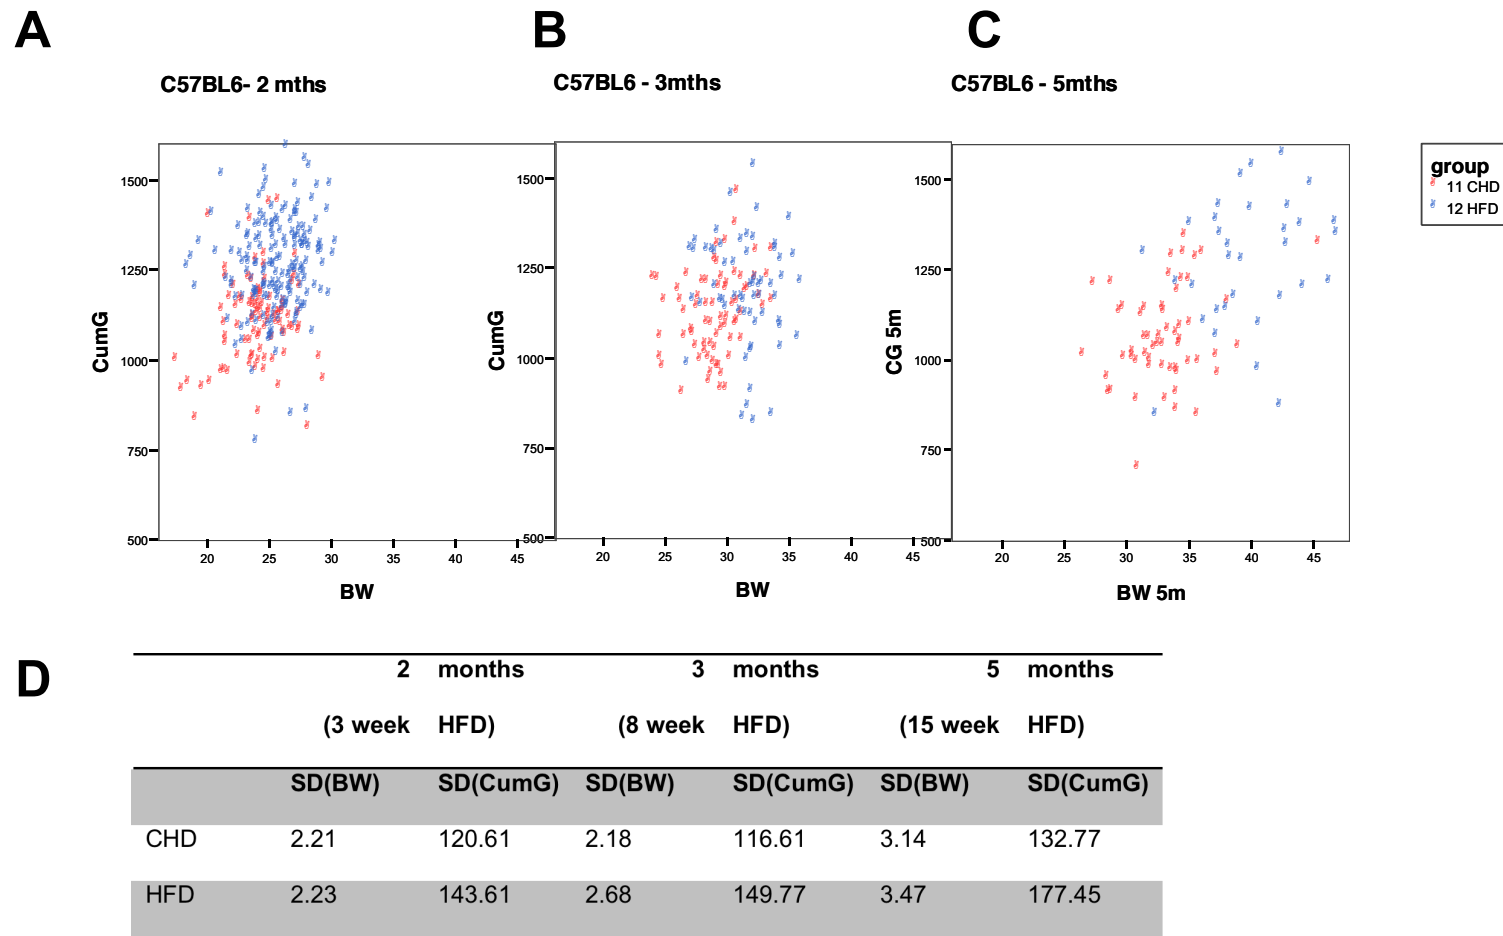 A
B
C
C57BL6- 2 mths
C57BL6 - 3mths
C57BL6 - 5mths
CumG
1500
1250
1000
750
500
20 25 30 35 40 45
BW
CumG
1500
1250
1000
750
500
20 25 30 35 40 45
BW
CG 5m
1500
1250
1000
750
500
20 25 30 35 40 45
BW 5m
group
11 CHD
12 HFD
D
2 months 3 months 5 months
(3 week HFD) (8 week HFD) (15 week HFD)
SD(BW) SD(CumG) SD(BW) SD(CumG) SD(BW) SD(CumG)
CHD 2.21 120.61 2.18 116.61 3.14 132.77
HFD 2.23 143.61 2.68 149.77 3.47 177.45